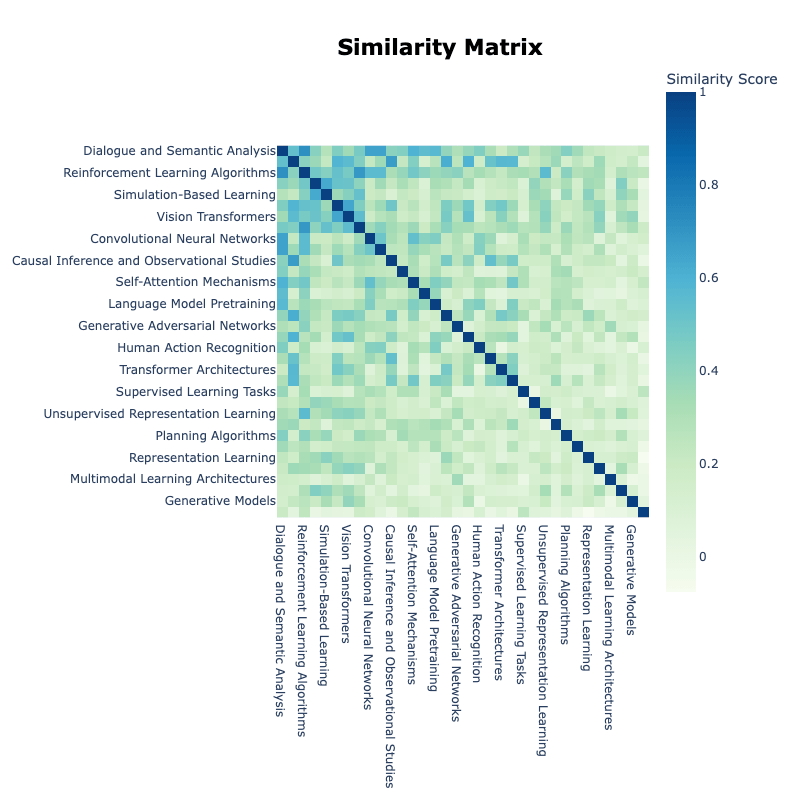 Similarity Matrix
Similarity Score
1
0.8
0.6
0.4
0.2
0
Dialogue and Semantic Analysis
Reinforcement Learning Algorithms
Simulation-Based Learning
Vision Transformers
Convolutional Neural Networks
Causal Inference and Observational Studies
Self-Attention Mechanisms
Language Model Pretraining
Generative Adversarial Networks
Human Action Recognition
Transformer Architectures
Supervised Learning Tasks
Unsupervised Representation Learning
Planning Algorithms
Representation Learning
Multimodal Learning Architectures
Generative Models
Dialogue and Semantic Analysis
Reinforcement Learning Algorithms
Simulation-Based Learning
Vision Transformers
Convolutional Neural Networks
Causal Inference and Observational Studies
Self-Attention Mechanisms
Language Model Pretraining
Generative Adversarial Networks
Human Action Recognition
Transformer Architectures
Supervised Learning Tasks
Unsupervised Representation Learning
Planning Algorithms
Representation Learning
Multimodal Learning Architectures
Generative Models